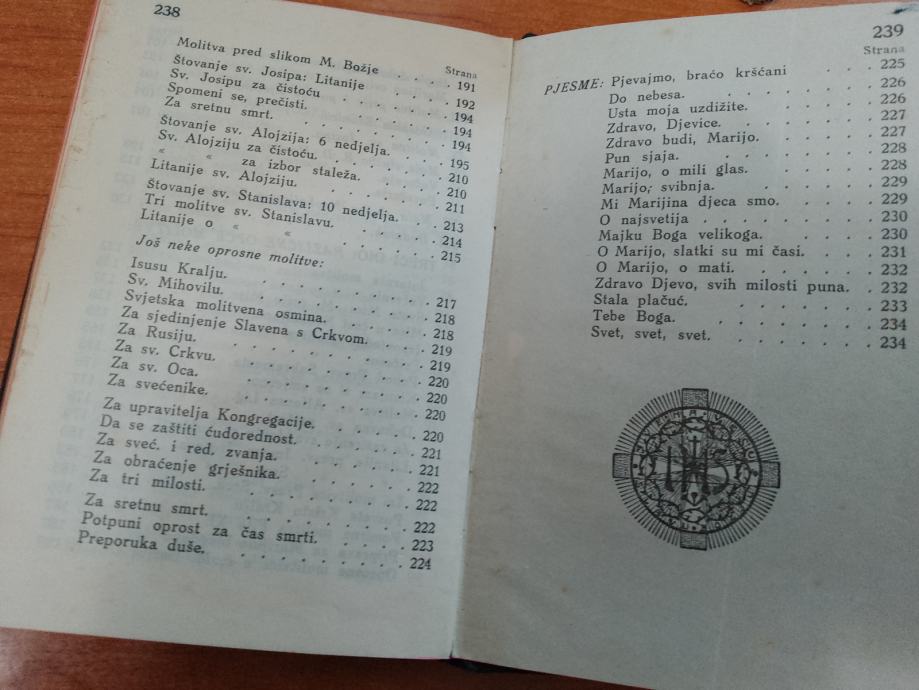 238
Strana
Molitva pred slikom M. Božje . . 191
Štovanje sv. Josipa: Litanije . . . . 192
Sv. Josipu za čistoću . . . . . 194
Spomeni se, prečisti. . . . . . 194
Za sretnu smrt. . . . . . . 194
Štovanje sv. Alojzija: 6 nedjelja. . . . 195
Sv. Alojziju za čistoću. . . . . 210
« « za izbor staleža. . . . 210
Litanije sv. Alojziju. . . . . . 211
Štovanje sv. Stanislava: 10 nedjelja. . . 213
Tri molitve sv. Stanislavu. . . . . 214
Litanije o « « . . . . . 215
Još neke oprosne molitve:
Isusu Kralju. . . . . . . . 217
Sv. Mihovilu. . . . . . . . 218
Svjetska molitvena osmina. . . . . 218
Za sjedinjenje Slavena s Crkvom. . . . 219
Za Rusiju. . . . . . . . 219
Za sv. Crkvu. . . . . . . . 220
Za sv. Oca. . . . . . . . 220
Za svećenike. . . . . . . . 220
Za upravitelja Kongregacije. . . . . 220
Da se zaštiti ćudorednost. . . . . 221
Za sveć. i red. zvanja. . . . . . 221
Za obraćenje grješnika. . . . . . 222
Za tri milosti. . . . . . . . 222
Za sretnu smrt. . . . . . . . 222
Potpuni oprost za čas smrti. . . . . 223
Preporuka duše. . . . . . . . 224
239
Strana
PJESME: Pjevajmo, braćo kršćani . . . . 225
Do nebesa. . . . . . . . 226
Usta moja uzdižite. . . . . . 226
Zdravo, Djevice. . . . . . . 227
Zdravo budi, Marijo. . . . . . 227
Pun sjaja. . . . . . . . 228
Marijo, o mili glas. . . . . . 228
Marijo, svibnja. . . . . . . 229
Mi Marijina djeca smo. . . . . 229
O najsvetija . . . . . . . 230
Majku Boga velikoga. . . . . . 230
O Marijo, slatki su mi časi. . . . 231
O Marijo, o mati. . . . . . . 232
Zdravo Djevo, svih milosti puna. . . 232
Stala plačuć. . . . . . . . 233
Tebe Boga. . . . . . . . 234
Svet, svet, svet. . . . . . . 234
IHS